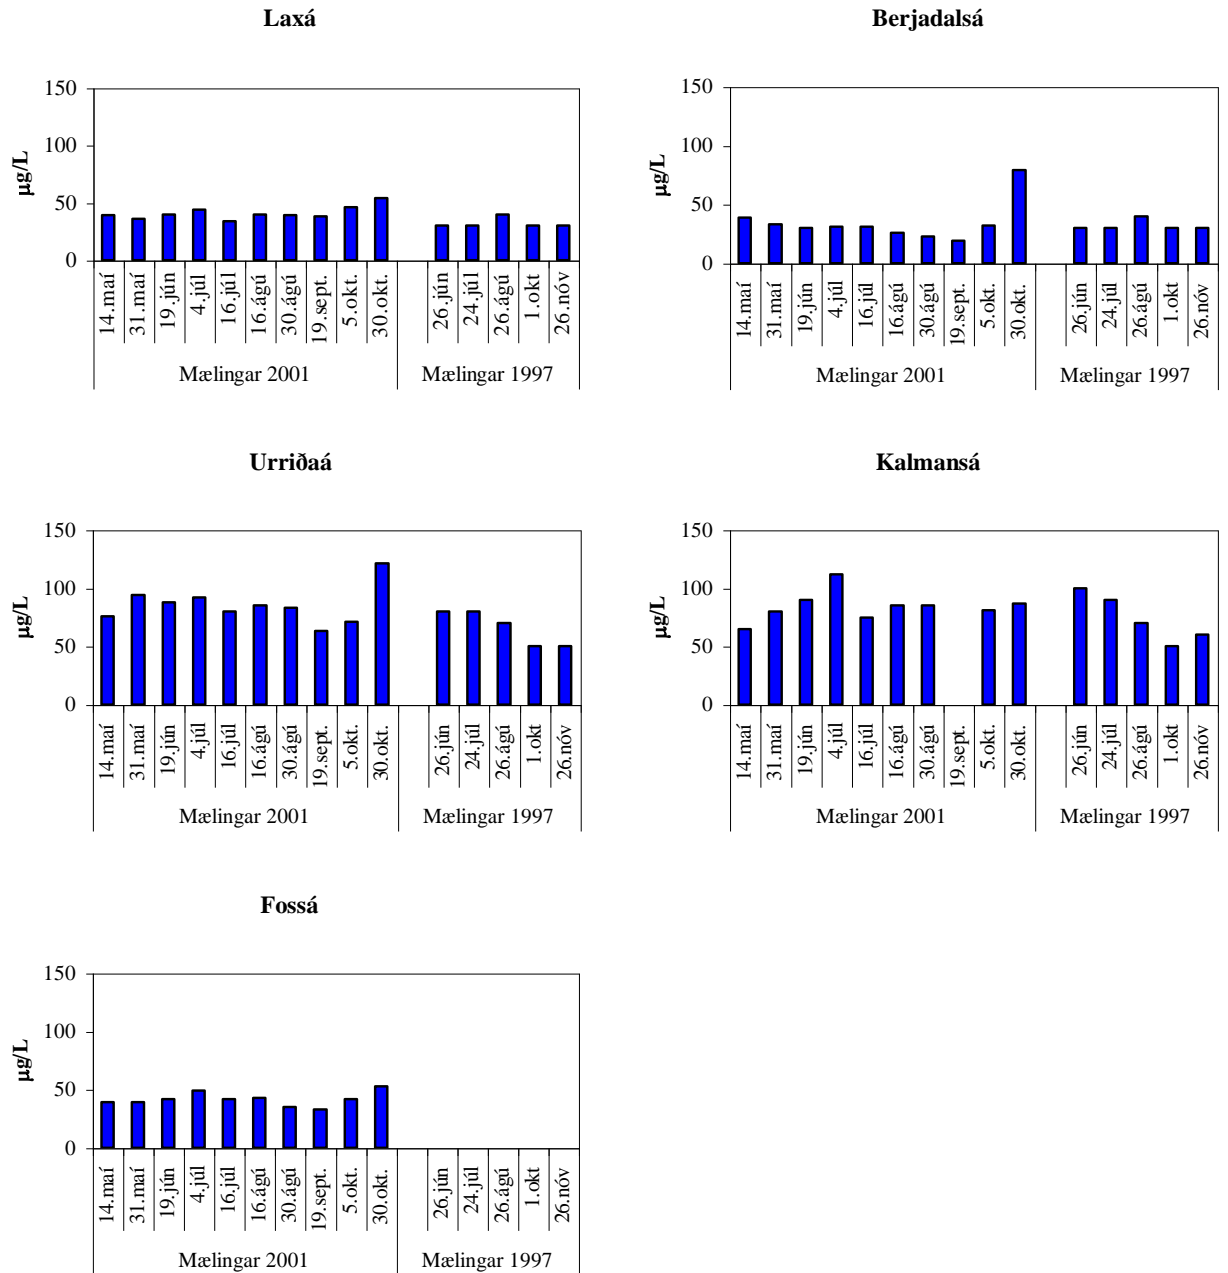 Laxá
µg/L
150
100
50
0
14.maí
31.maí
19.jún
4.júl
16.júl
16.ágú
30.ágú
19.sept.
5.okt.
30.okt.
26.jún
24.júl
26.ágú
1.okt
26.nóv
Mælingar 2001
Mælingar 1997
Berjadalsá
µg/L
150
100
50
0
14.maí
31.maí
19.jún
4.júl
16.júl
16.ágú
30.ágú
19.sept.
5.okt.
30.okt.
26.jún
24.júl
26.ágú
1.okt
26.nóv
Mælingar 2001
Mælingar 1997
Urriðaá
µg/L
150
100
50
0
14.maí
31.maí
19.jún
4.júl
16.júl
16.ágú
30.ágú
19.sept.
5.okt.
30.okt.
26.jún
24.júl
26.ágú
1.okt
26.nóv
Mælingar 2001
Mælingar 1997
Kalmansá
µg/L
150
100
50
0
14.maí
31.maí
19.jún
4.júl
16.júl
16.ágú
30.ágú
19.sept.
5.okt.
30.okt.
26.jún
24.júl
26.ágú
1.okt
26.nóv
Mælingar 2001
Mælingar 1997
Fossá
µg/L
150
100
50
0
14.maí
31.maí
19.jún
4.júl
16.júl
16.ágú
30.ágú
19.sept.
5.okt.
30.okt.
26.jún
24.júl
26.ágú
1.okt
26.nóv
Mælingar 2001
Mælingar 1997